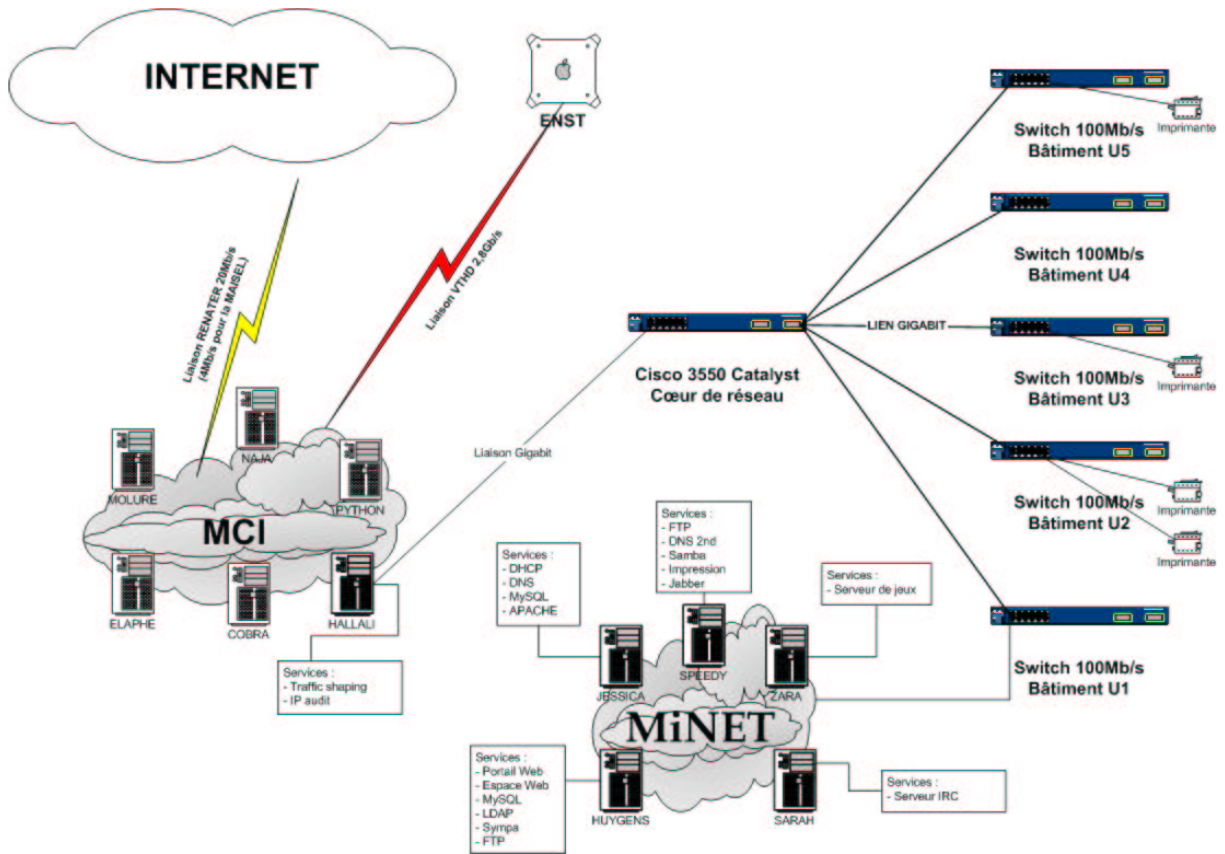 INTERNET
ENST
Liaison RENATER 20Mb/s
(4Mb/s pour la MAISEL)
Liaison VTHD 2,8Gb/s
Switch 100Mb/s
Bâtiment U5
Imprimante
Switch 100Mb/s
Bâtiment U4
LIEN GIGABIT
Switch 100Mb/s
Bâtiment U3
Imprimante
Cisco 3550 Catalyst
Cœur de réseau
Liaison Gigabit
Switch 100Mb/s
Bâtiment U2
Imprimante
Imprimante
Switch 100Mb/s
Bâtiment U1
NAJA
MOLURE
PYTHON
MCI
ELAPHE
COBRA
HALLALI
Services :
- Traffic shaping
- IP audit
Services :
- DHCP
- DNS
- MySQL
- APACHE
Services :
- FTP
- DNS 2nd
- Samba
- Impression
- Jabber
Services :
- Serveur de jeux
JESSICA
SPEEDY
ZARA
MiNET
HUYGENS
SARAH
Services :
- Portail Web
- Espace Web
- MySQL
- LDAP
- Sympa
- FTP
Services :
- Serveur IRC